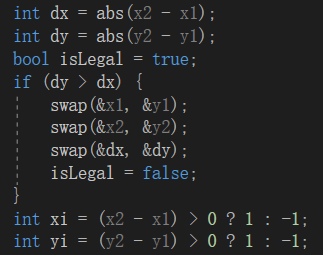 int dx = abs(x2 - x1);
int dy = abs(y2 - y1);
bool isLegal = true;
if (dy > dx) {
swap(&x1, &y1);
swap(&x2, &y2);
swap(&dx, &dy);
isLegal = false;
}
int xi = (x2 - x1) > 0 ? 1 : -1;
int yi = (y2 - y1) > 0 ? 1 : -1;